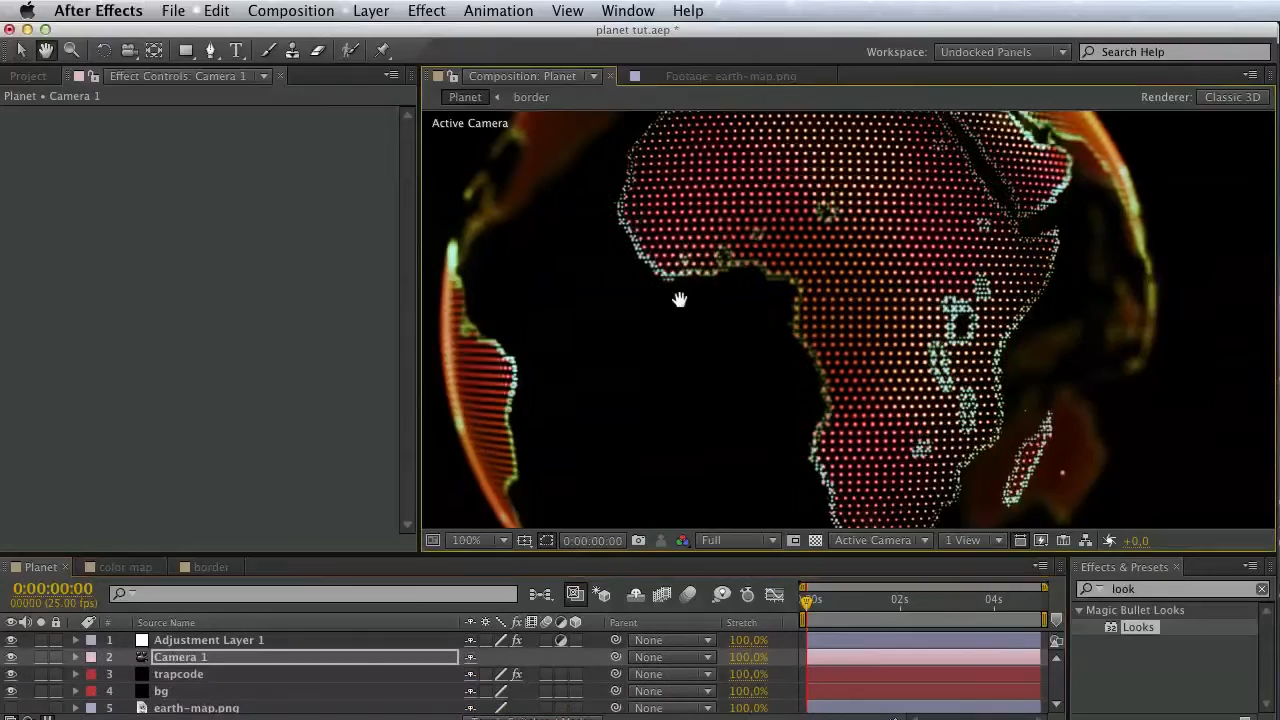 After Effects File Edit Composition Layer Effect Animation View Window Help
planet tut.aep *
Workspace: Undocked Panels Search Help
Project Effect Controls: Camera 1 Composition: Planet Footage: earth-map.png
Planet • Camera 1
Planet border Renderer: Classic 3D
Active Camera
100% 0:00:00:00 Full Active Camera 1 View +0,0
Planet color map border Effects & Presets
0:00:00:00
00000 (25.00 fps)
look
00s 02s 04s
Magic Bullet Looks
# Source Name Parent Stretch
Looks
1 Adjustment Layer 1 fx None 100,0%
2 Camera 1 None 100,0%
3 trapcode fx None 100,0%
4 bg None 100,0%
5 earth-map.png None 100,0%